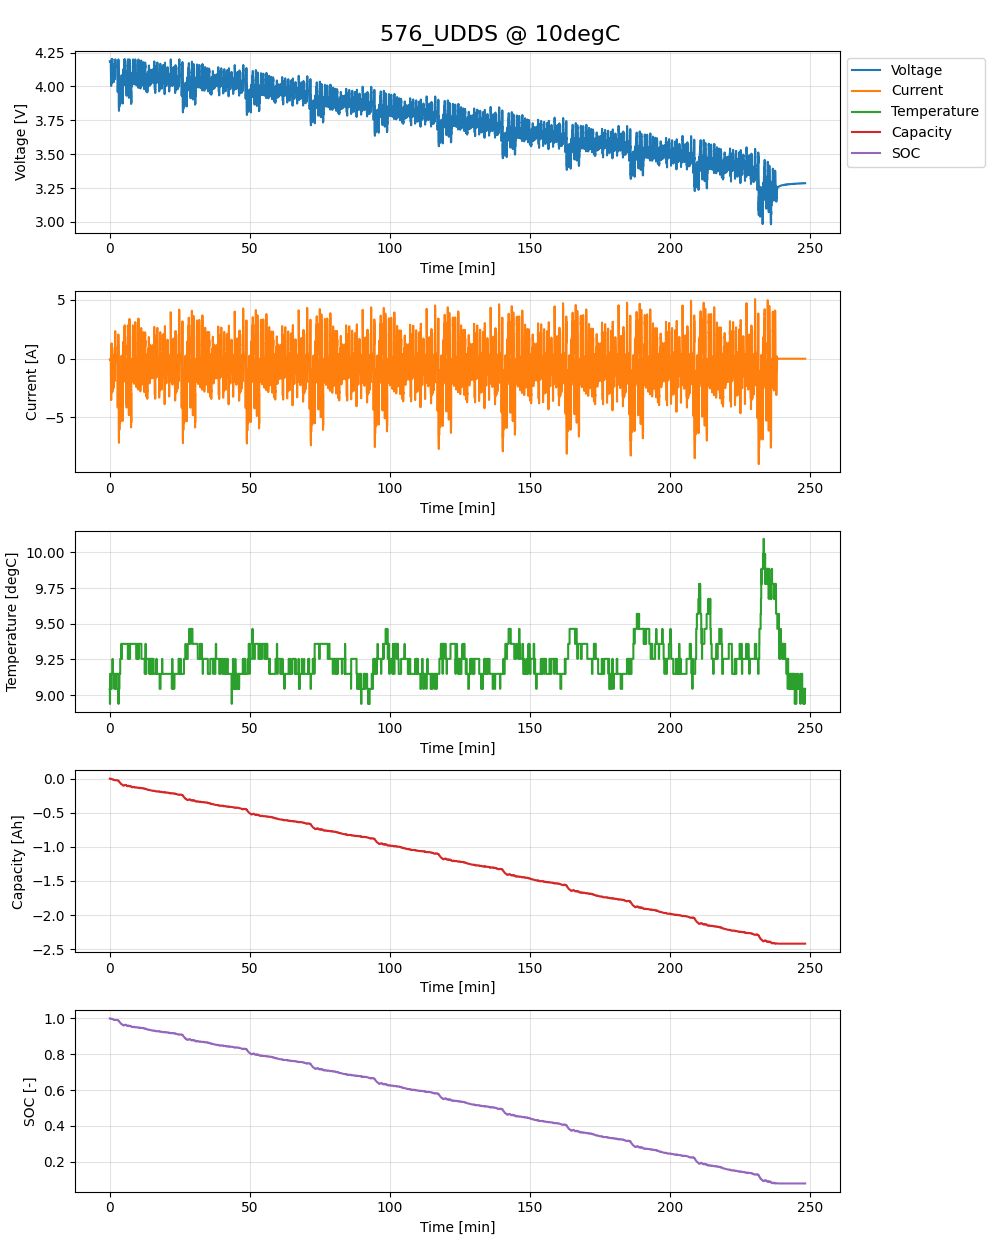 576_UDDS @ 10degC
4.25
4.00
3.75
3.50
3.25
3.00
Voltage [V]
0 50 100 150 200 250
Time [min]
Voltage
Current
Temperature
Capacity
SOC
5
0
−5
Current [A]
0 50 100 150 200 250
Time [min]
10.00
9.75
9.50
9.25
9.00
Temperature [degC]
0 50 100 150 200 250
Time [min]
0.0
−0.5
−1.0
−1.5
−2.0
−2.5
Capacity [Ah]
0 50 100 150 200 250
Time [min]
1.0
0.8
0.6
0.4
0.2
SOC [-]
0 50 100 150 200 250
Time [min]